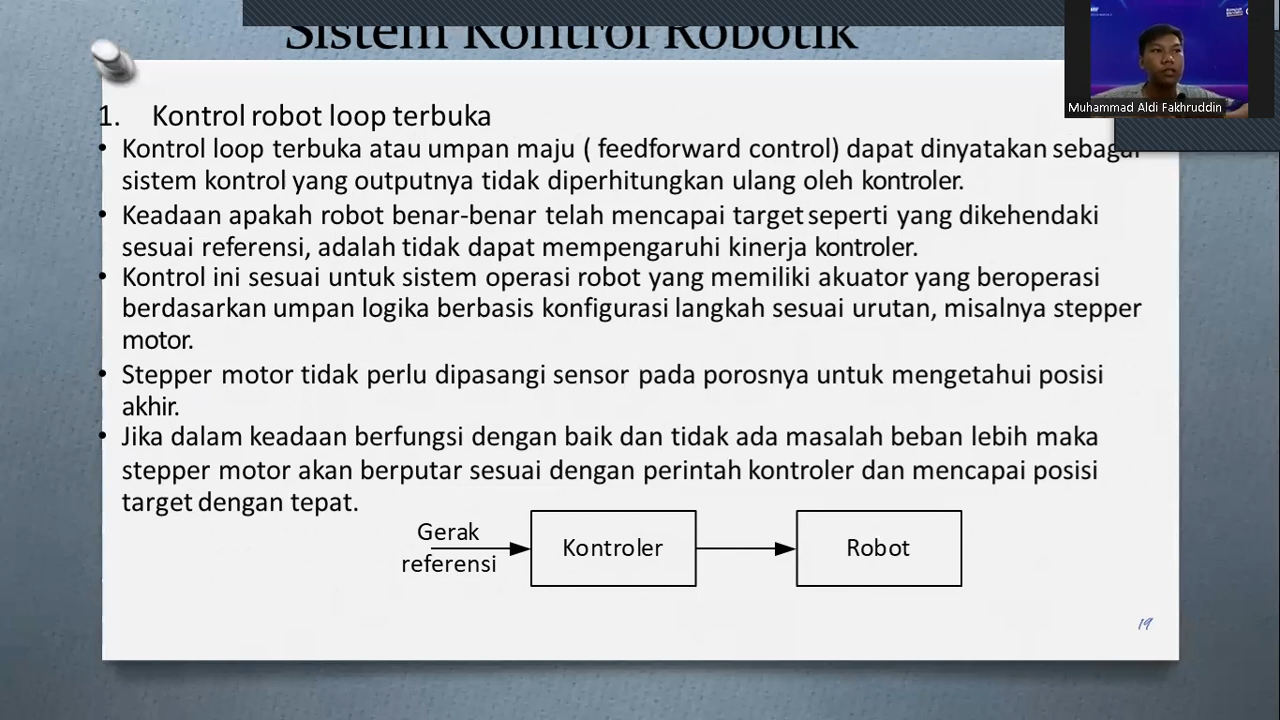 Sistem Kontrol Robotik
Muhammad Aldi Fakhruddin
1. Kontrol robot loop terbuka
• Kontrol loop terbuka atau umpan maju ( feedforward control) dapat dinyatakan sebagai
sistem kontrol yang outputnya tidak diperhitungkan ulang oleh kontroler.
• Keadaan apakah robot benar-benar telah mencapai target seperti yang dikehendaki
sesuai referensi, adalah tidak dapat mempengaruhi kinerja kontroler.
• Kontrol ini sesuai untuk sistem operasi robot yang memiliki akuator yang beroperasi
berdasarkan umpan logika berbasis konfigurasi langkah sesuai urutan, misalnya stepper
motor.
• Stepper motor tidak perlu dipasangi sensor pada porosnya untuk mengetahui posisi
akhir.
• Jika dalam keadaan berfungsi dengan baik dan tidak ada masalah beban lebih maka
stepper motor akan berputar sesuai dengan perintah kontroler dan mencapai posisi
target dengan tepat.
Gerak
referensi
Kontroler
Robot
19